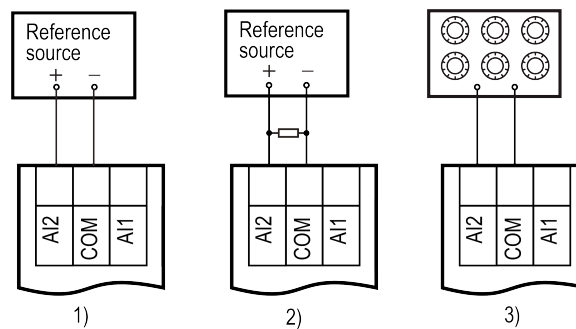 Reference
source
+ −
AI2 COM AI1
1)
Reference
source
+ −
AI2 COM AI1
2)
AI2 COM AI1
3)